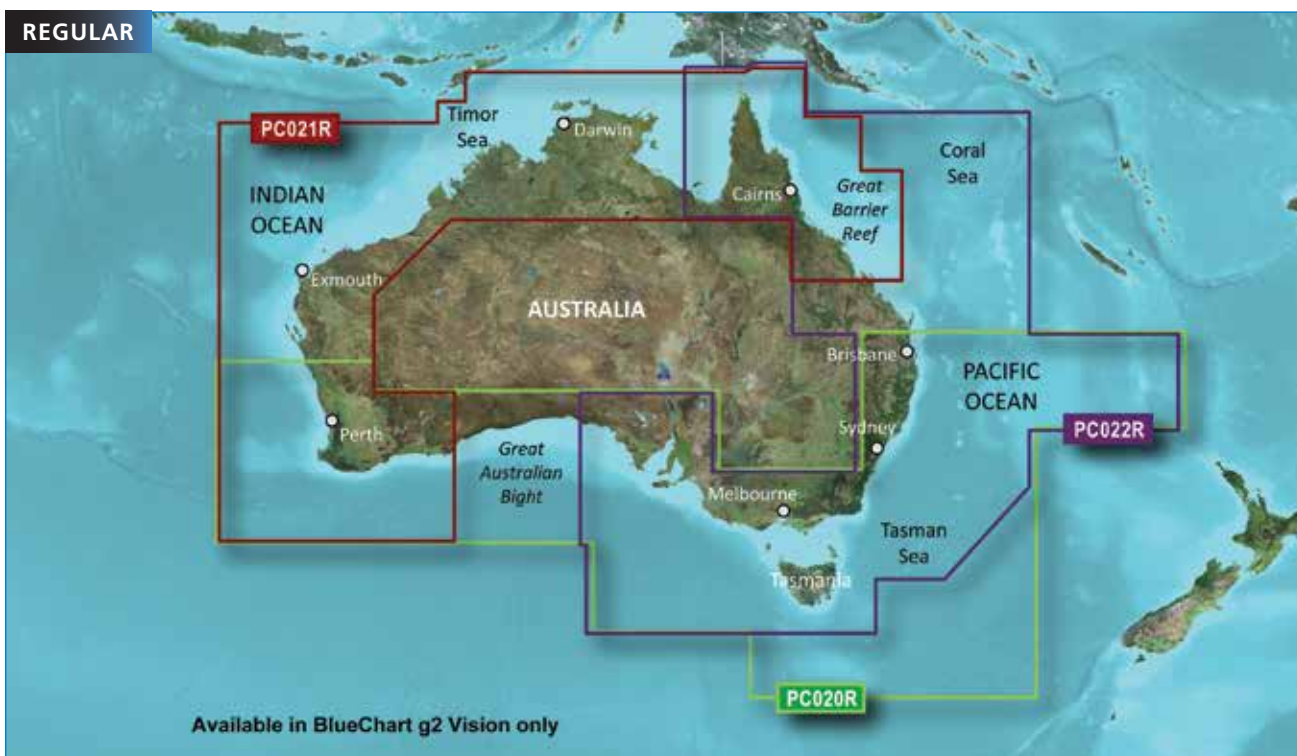 REGULAR
PC021R
Timor
Sea
Darwin
Coral
Sea
INDIAN
OCEAN
Cairns
Great
Barrier
Reef
Exmouth
AUSTRALIA
Brisbane
PACIFIC
OCEAN
Perth
Sydney
PC022R
Great
Australian
Bight
Melbourne
Tasman
Sea
Tasmania
PC020R
Available in BlueChart g2 Vision only